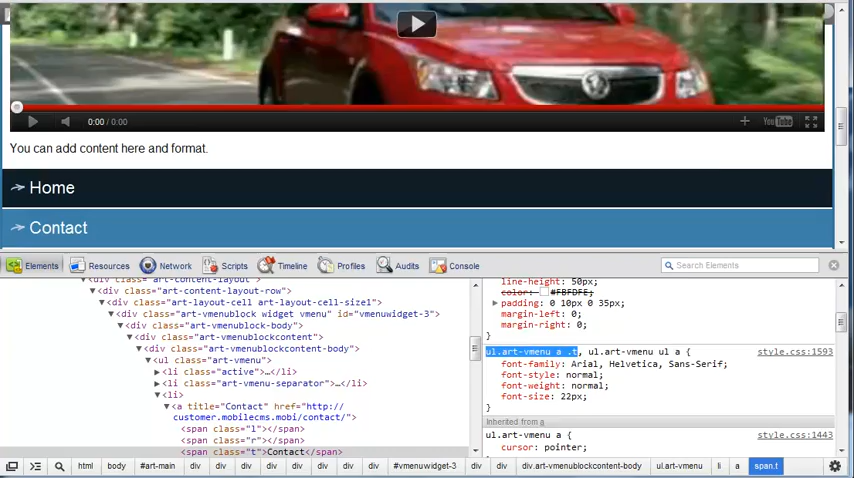 0:00 / 0:00
You
Tube
You can add content here and format.
Home
Contact
Elements Resources Network Scripts Timeline Profiles Audits Console Search Elements
<div class="art-content-layout">
▼<div class="art-content-layout-row">
▼<div class="art-layout-cell art-layout-cell-size1">
▼<div class="art-vmenublock widget vmenu" id="vmenuwidget-3">
▼<div class="art-vmenublock-body">
▼<div class="art-vmenublockcontent">
▼<div class="art-vmenublockcontent-body">
▼<ul class="art-vmenu">
▶<li class="active">…</li>
▶<li class="art-vmenu-separator">…</li>
▼<li>
▼<a title="Contact" href="http://
customer.mobilecms.mobi/contact/">
<span class="l"></span>
<span class="r"></span>
<span class="t">Contact</span>
line-height: 50px;
color: #FBFDFE;
▶padding: 0 10px 0 35px;
margin-left: 0;
margin-right: 0;
}
ul.art-vmenu a .t, ul.art-vmenu ul a { style.css:1593
font-family: Arial, Helvetica, Sans-Serif;
font-style: normal;
font-weight: normal;
font-size: 22px;
}
Inherited from a
ul.art-vmenu a { style.css:1443
cursor: pointer;
html body #art-main div div div div div #vmenuwidget-3 div div div.art-vmenublockcontent-body ul.art-vmenu li a span.t